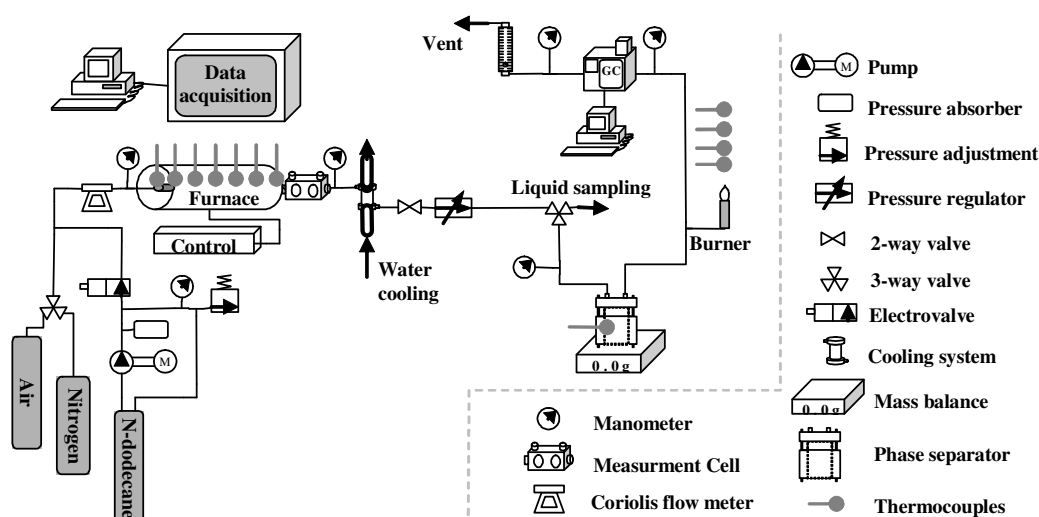 Vent
GC
Data
acquisition
Furnace
Control
Water
cooling
Liquid sampling
Burner
0.0g
Air
Nitrogen
N-dodecane
M
M
Pump
Pressure absorber
Pressure adjustment
Pressure regulator
2-way valve
3-way valve
Electrovalve
Cooling system
0.0g
Mass balance
Phase separator
Thermocouples
Manometer
Measurment Cell
Coriolis flow meter